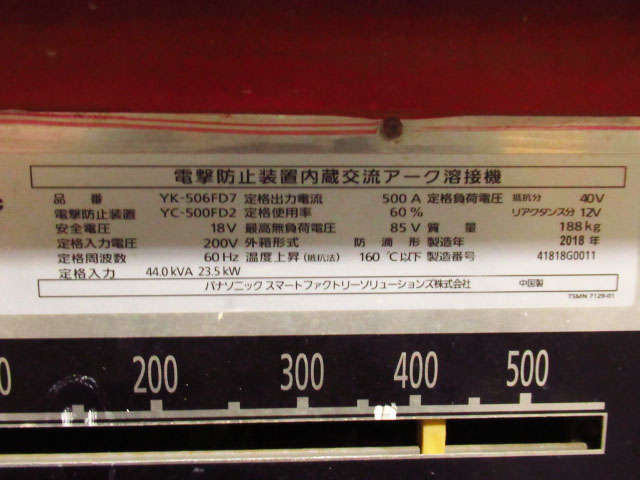 電撃防止装置内蔵交流アーク溶接機
品番 YK-506FD7 定格出力電流 500 A 定格負荷電圧 抵抗分 40V
電撃防止装置 YC-500FD2 定格使用率 60 % リアクタンス分 12V
安全電圧 18V 最高無負荷電圧 85 V 質量 188 kg
定格入力電圧 200V 外箱形式 防滴形 製造年 2018 年
定格周波数 60 Hz 温度上昇 (抵抗法) 160 ℃以下 製造番号 41818G0011
定格入力 44.0 kVA 23.5 kW
パナソニック スマートファクトリーソリューションズ株式会社 中国製
TSMN 7129-01
200 300 400 500